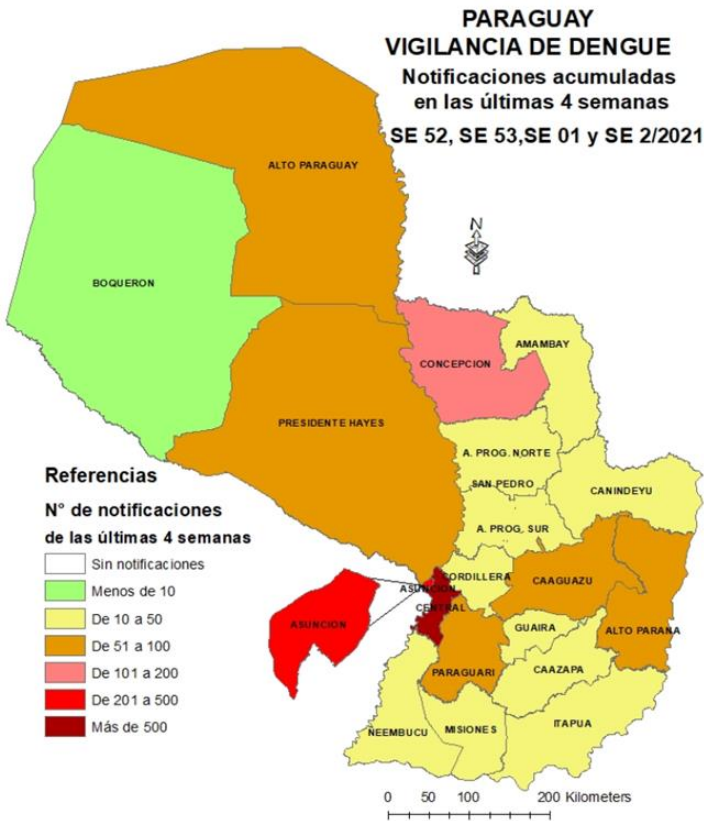 PARAGUAY
VIGILANCIA DE DENGUE
Notificaciones acumuladas
en las últimas 4 semanas
SE 52, SE 53,SE 01 y SE 2/2021
N
ALTO PARAGUAY
BOQUERON
CONCEPCION
AMAMBAY
PRESIDENTE HAYES
A. PROG. NORTE
SAN PEDRO
CANINDEYU
A. PROG. SUR
CORDILLERA
CAAGUAZU
ASUNCION
CENTRAL
ASUNCION
GUAIRA
ALTO PARANA
CAAZAPA
PARAGUARI
ÑEEMBUCU
MISIONES
ITAPUA
Referencias
N° de notificaciones
de las últimas 4 semanas
Sin notificaciones
Menos de 10
De 10 a 50
De 51 a 100
De 101 a 200
De 201 a 500
Más de 500
0 50 100 200 Kilometers